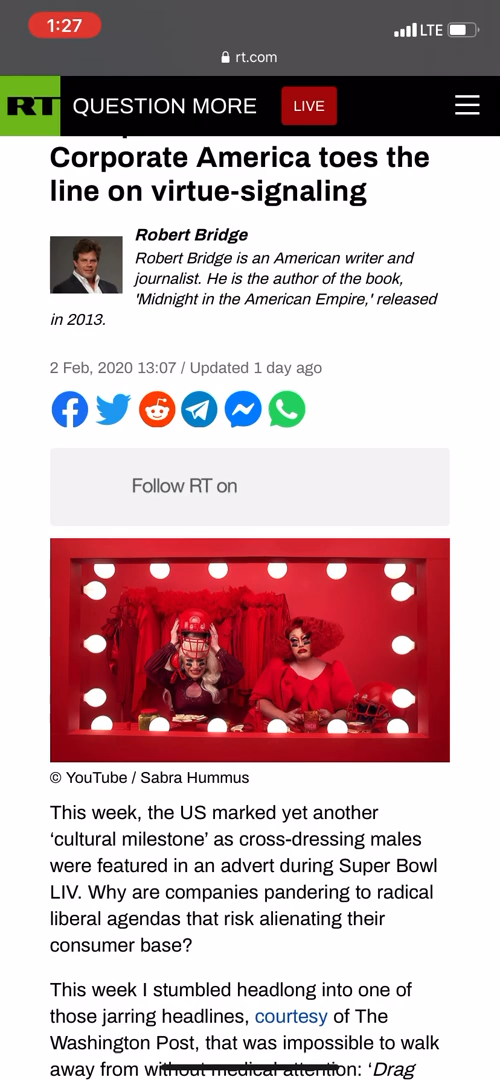 1:27
LTE
rt.com
RT QUESTION MORE LIVE
Corporate America toes the
line on virtue-signaling
Robert Bridge
Robert Bridge is an American writer and
journalist. He is the author of the book,
'Midnight in the American Empire,' released
in 2013.
2 Feb, 2020 13:07 / Updated 1 day ago
Follow RT on
© YouTube / Sabra Hummus
This week, the US marked yet another
‘cultural milestone’ as cross-dressing males
were featured in an advert during Super Bowl
LIV. Why are companies pandering to radical
liberal agendas that risk alienating their
consumer base?
This week I stumbled headlong into one of
those jarring headlines, courtesy of The
Washington Post, that was impossible to walk
away from without medical attention: ‘Drag